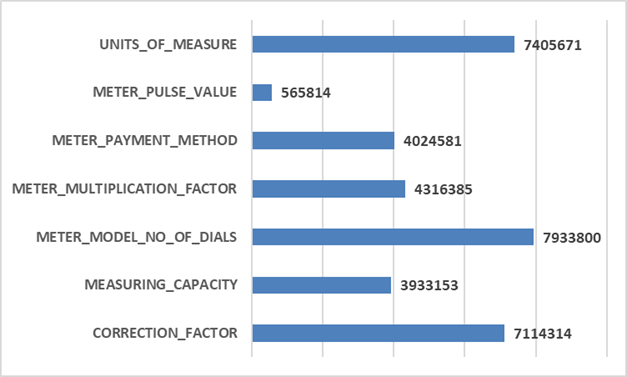 UNITS_OF_MEASURE 7405671
METER_PULSE_VALUE 565814
METER_PAYMENT_METHOD 4024581
METER_MULTIPLICATION_FACTOR 4316385
METER_MODEL_NO_OF_DIALS 7933800
MEASURING_CAPACITY 3933153
CORRECTION_FACTOR 7114314